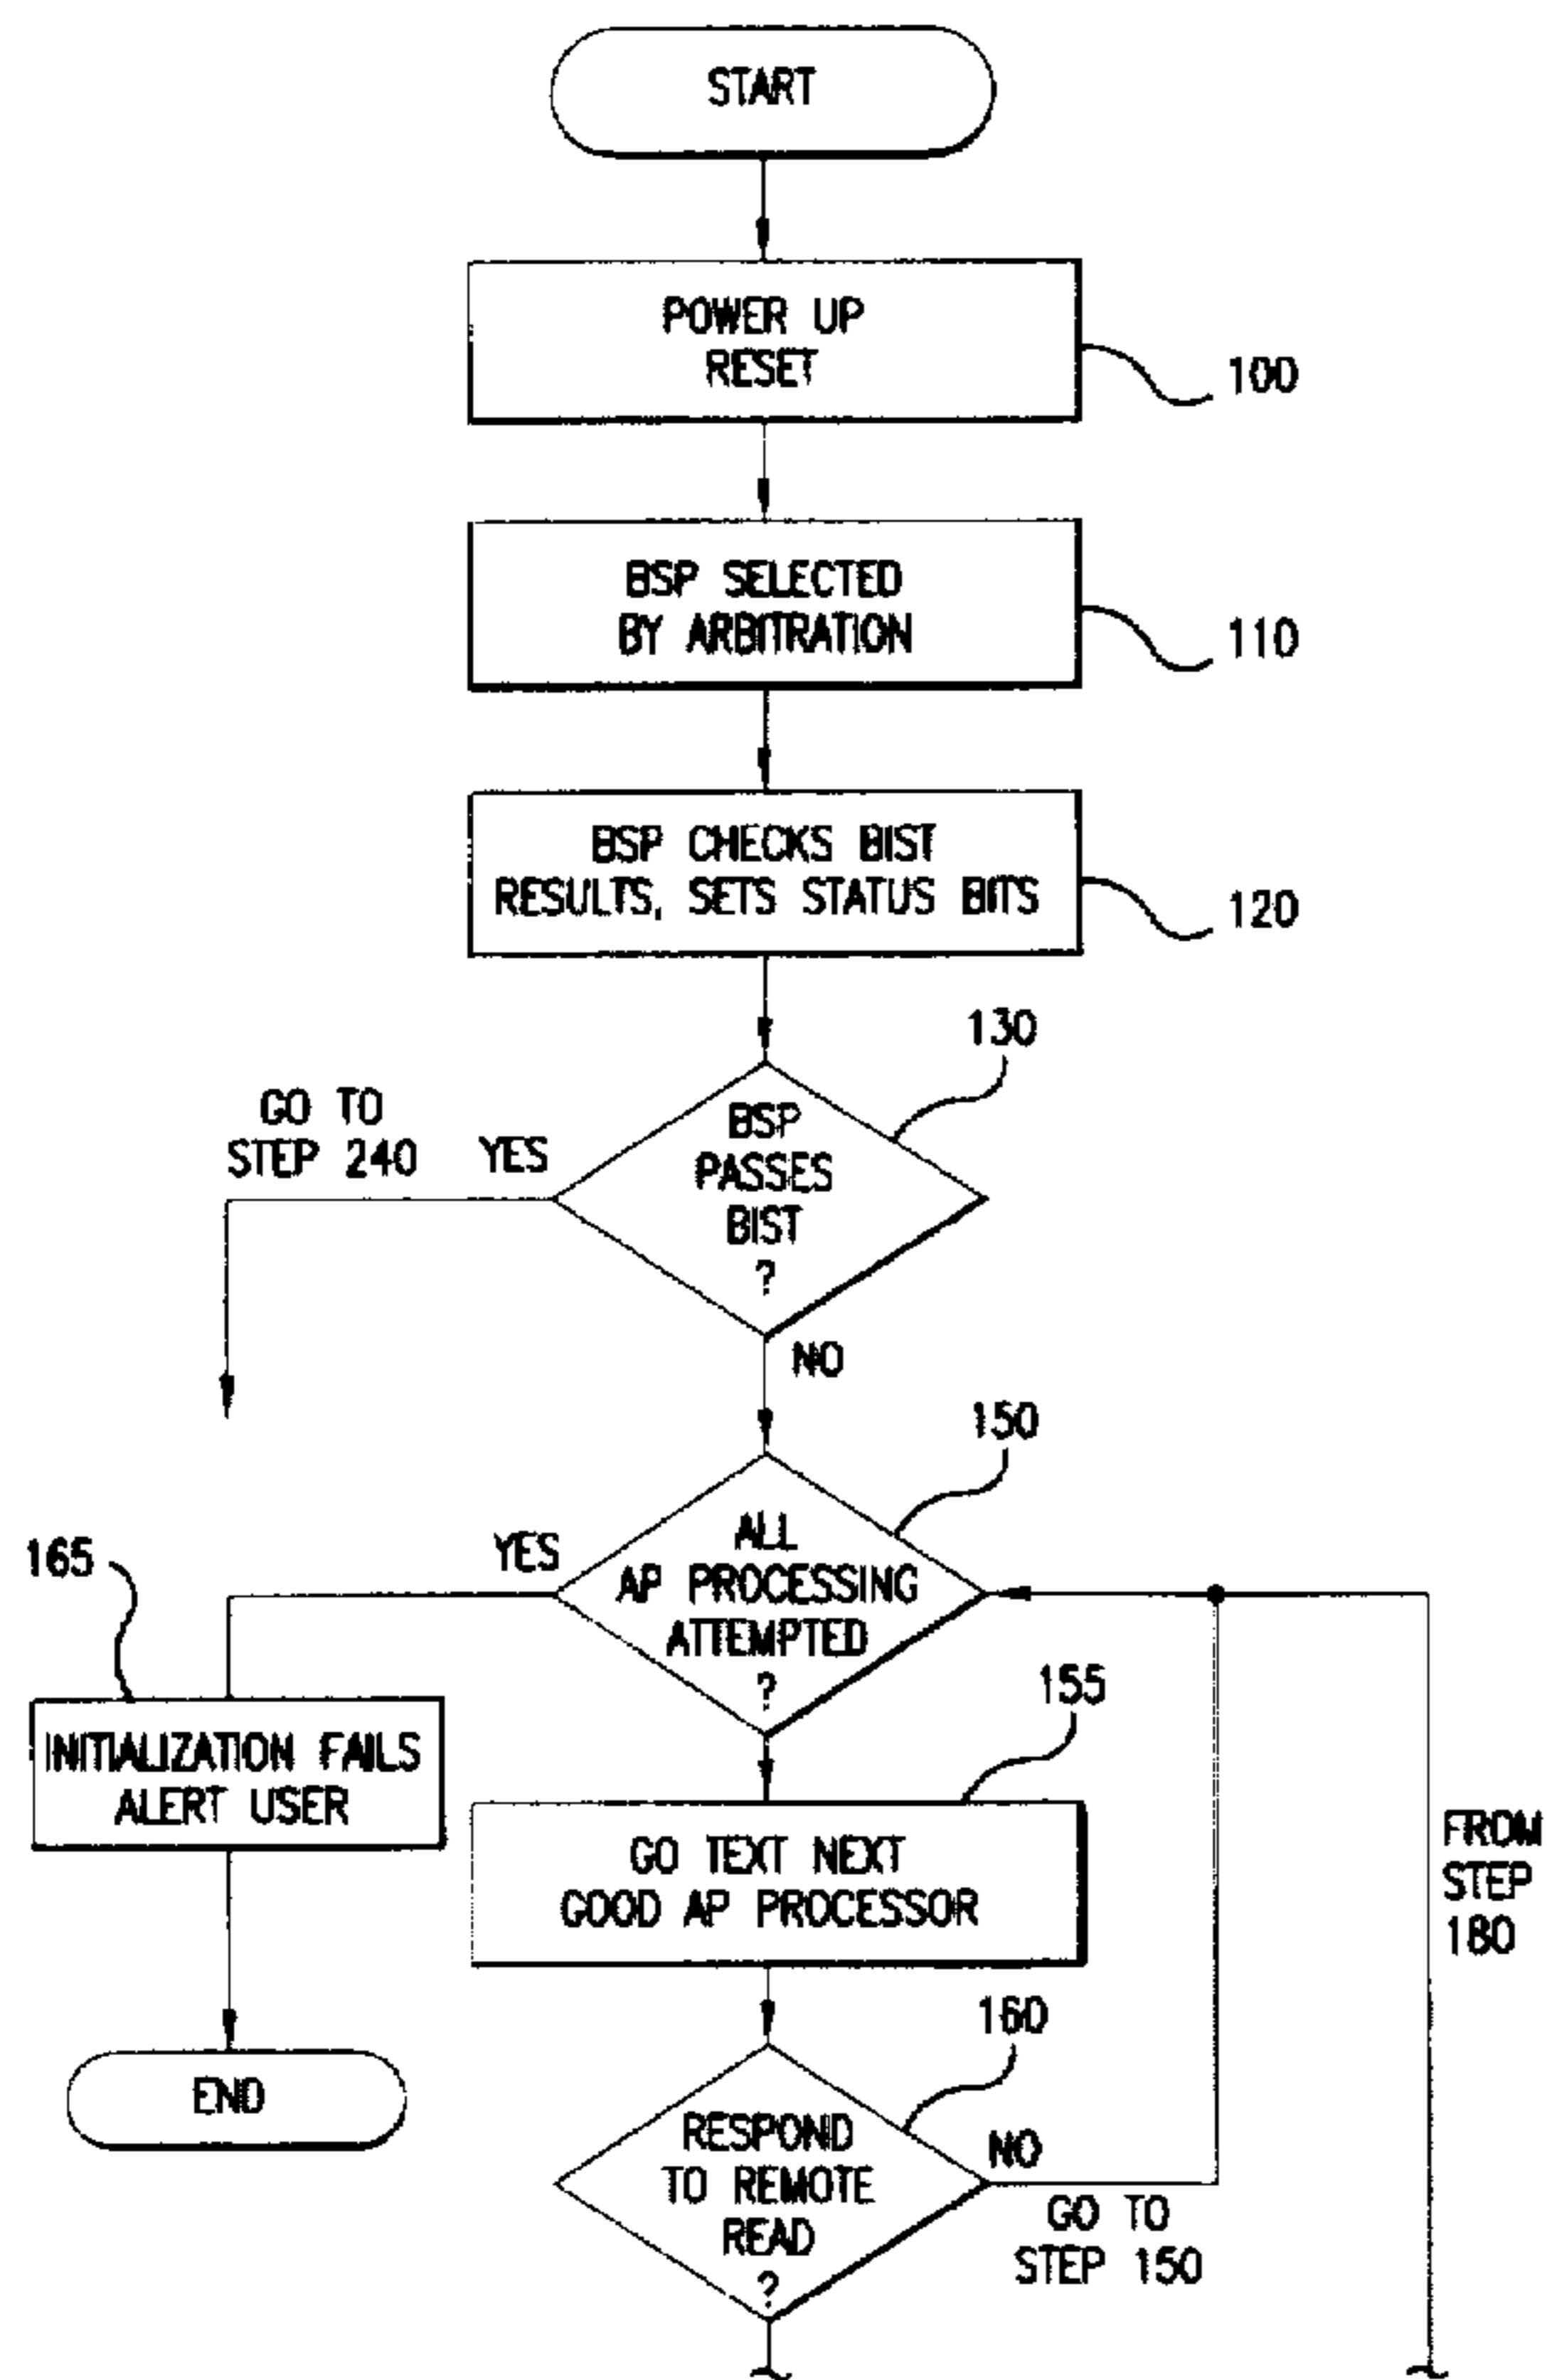 START
POWER UP
RESET
100
BSP SELECTED
BY ARBITRATION
110
BSP CHECKS BIST
RESULTS, SETS STATUS BITS
120
130
BSP
PASSES
BIST
?
GO TO
STEP 240
YES
NO
150
ALL
AP PROCESSING
ATTEMPTED
?
YES
165
INITIALIZATION FAILS
ALERT USER
END
155
GO TEXT NEXT
GOOD AP PROCESSOR
160
RESPOND
TO REMOTE
READ
?
NO
GO TO
STEP 150
FROM
STEP
180